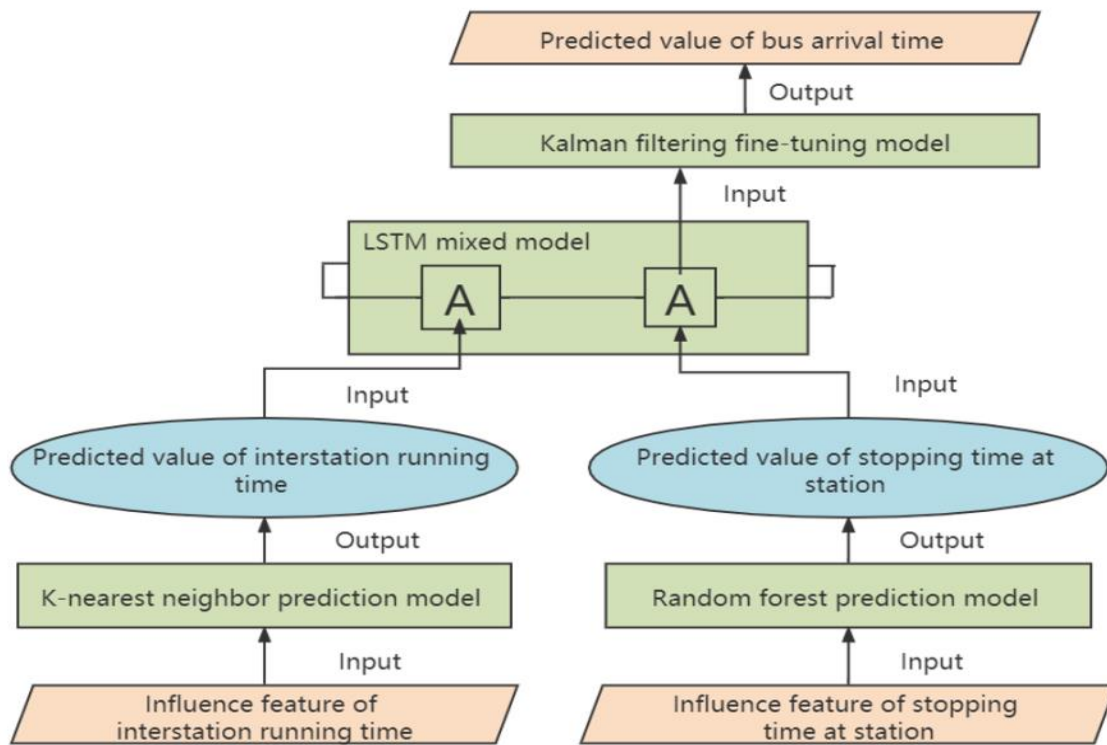 Predicted value of bus arrival time
Output
Kalman filtering fine-tuning model
Input
LSTM mixed model
A
A
Input
Input
Predicted value of interstation running
time
Predicted value of stopping time at
station
Output
Output
K-nearest neighbor prediction model
Random forest prediction model
Input
Input
Influence feature of
interstation running time
Influence feature of stopping
time at station